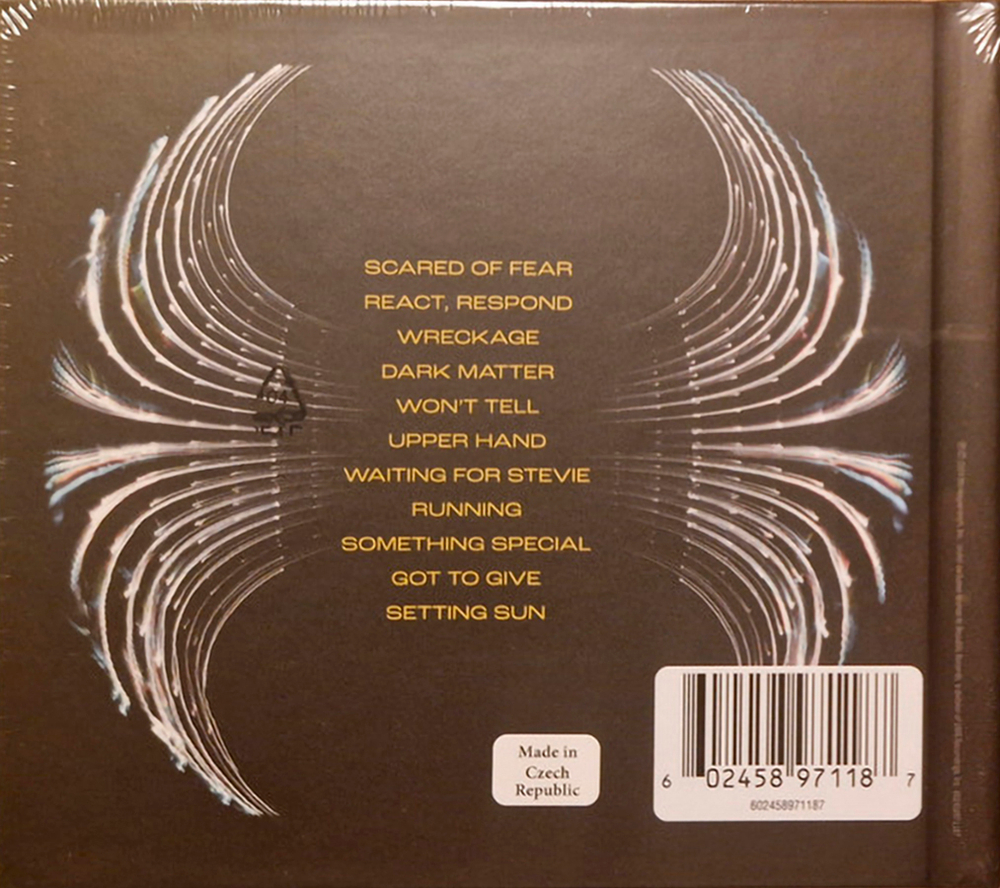 SCARED OF FEAR
REACT, RESPOND
WRECKAGE
DARK MATTER
WON'T TELL
UPPER HAND
WAITING FOR STEVIE
RUNNING
SOMETHING SPECIAL
GOT TO GIVE
SETTING SUN
Made in
Czech
Republic
6 02458 97118 7
602458971187
04